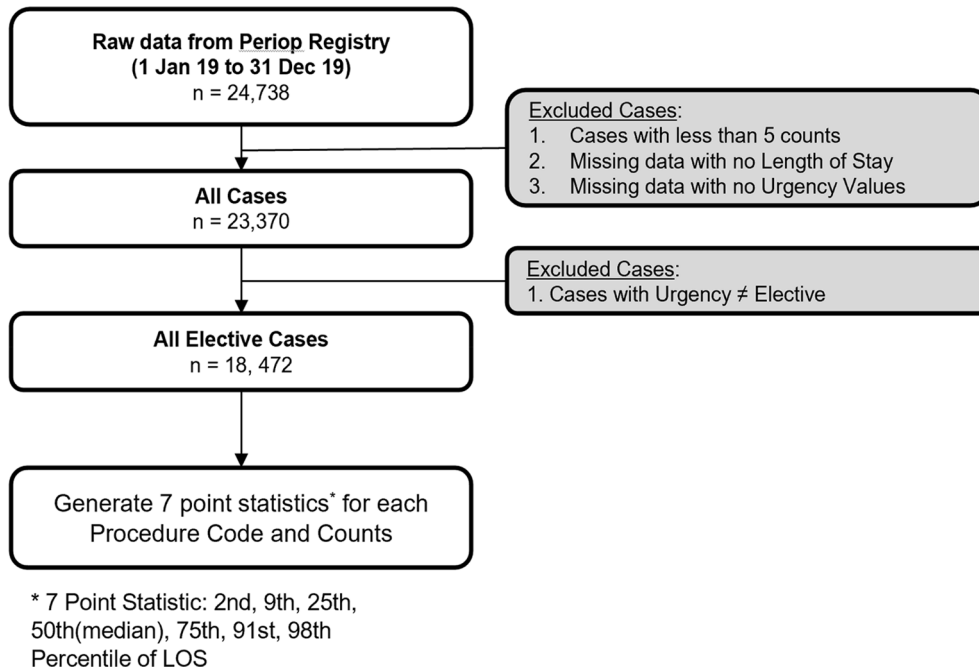 Raw data from Periop Registry
(1 Jan 19 to 31 Dec 19)
n = 24,738
Excluded Cases:
1. Cases with less than 5 counts
2. Missing data with no Length of Stay
3. Missing data with no Urgency Values
All Cases
n = 23,370
Excluded Cases:
1. Cases with Urgency ≠ Elective
All Elective Cases
n = 18, 472
Generate 7 point statistics* for each
Procedure Code and Counts
* 7 Point Statistic: 2nd, 9th, 25th,
50th(median), 75th, 91st, 98th
Percentile of LOS